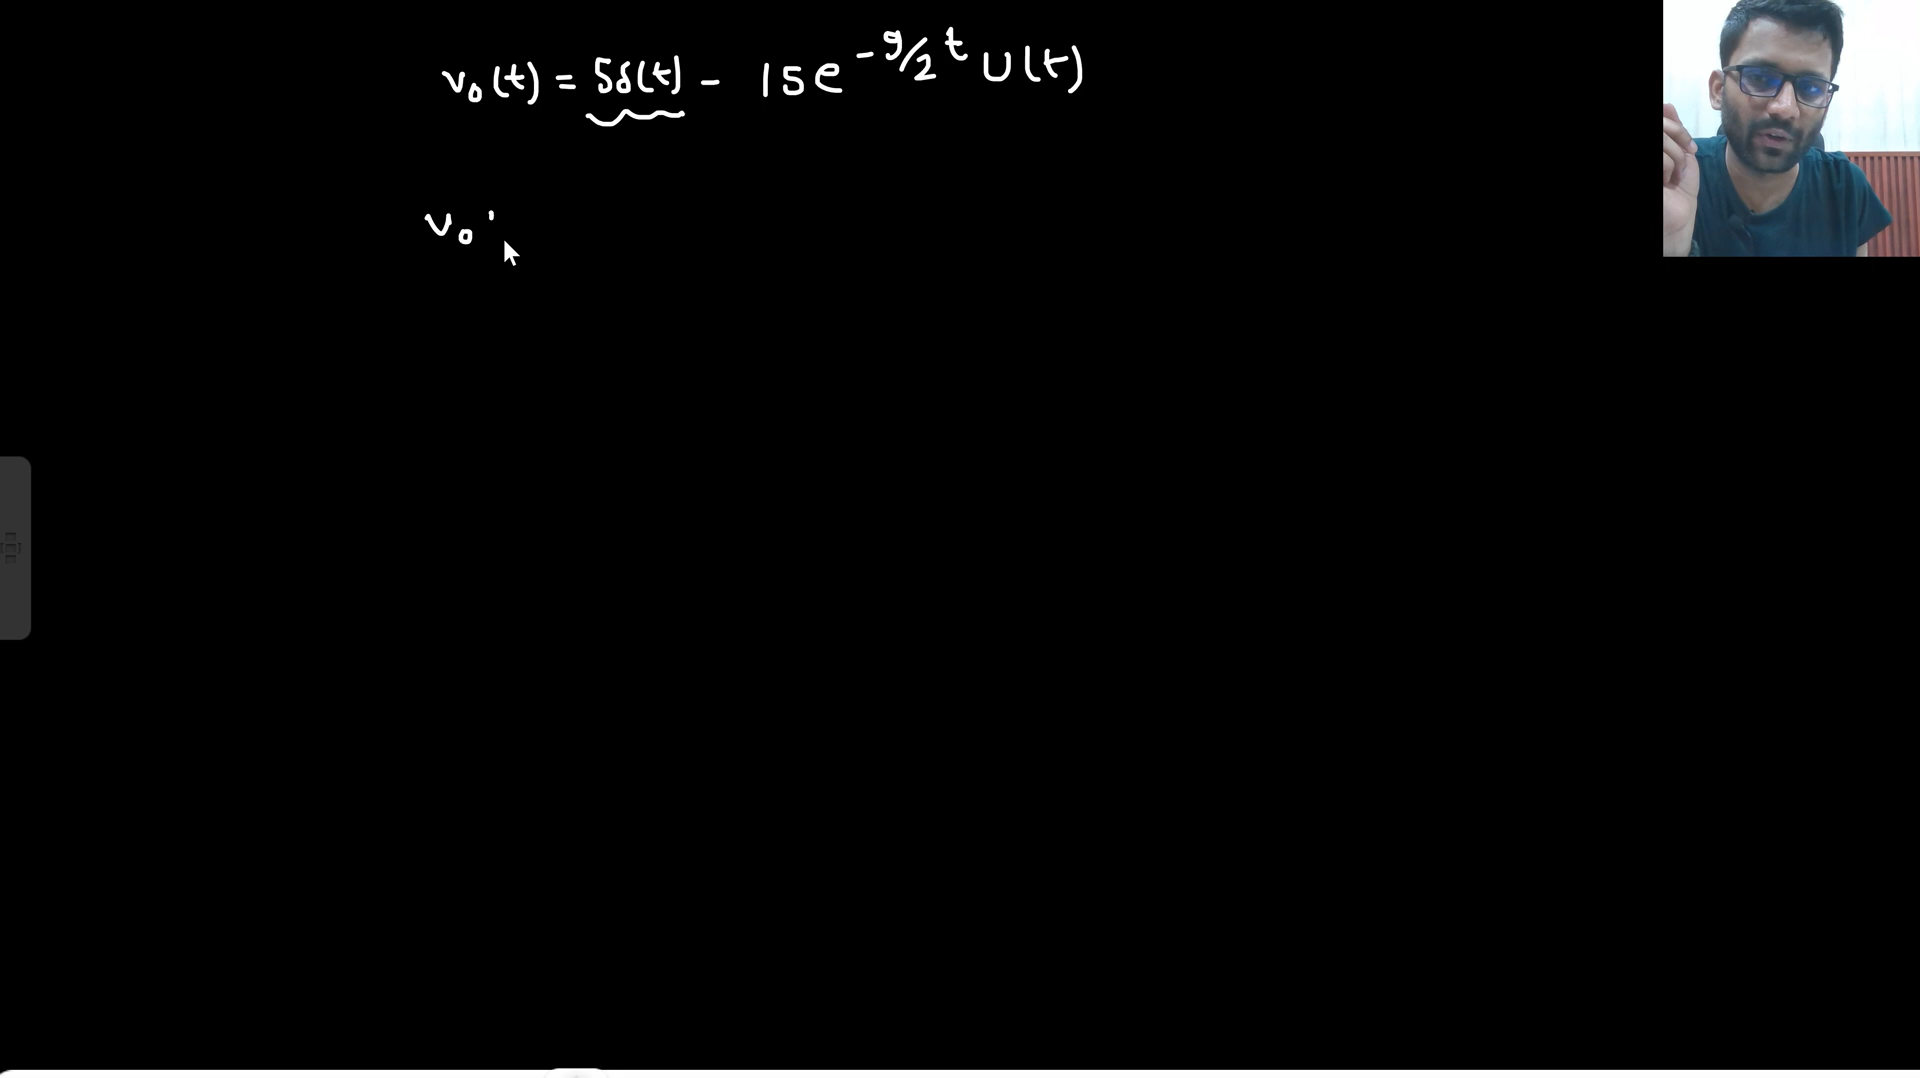 v₀(t) = 5δ(t) - 15e^{-9/2 t} U(t)
v₀'